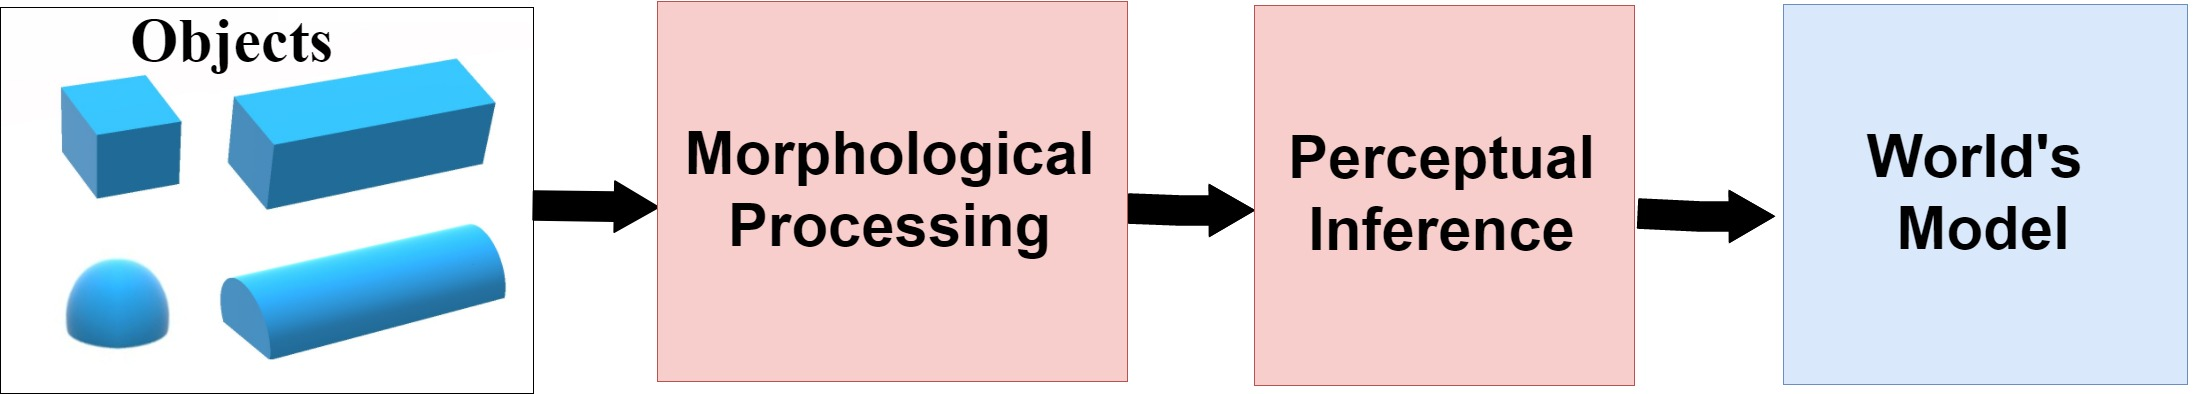 Objects
Morphological
Processing
Perceptual
Inference
World's
Model